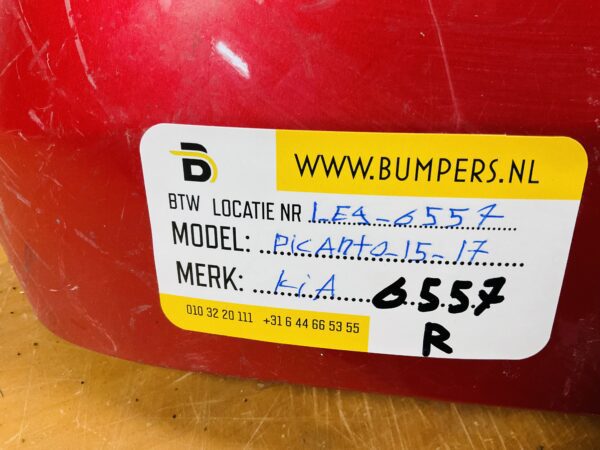 WWW.BUMPERS.NL
BTW LOCATIE NR LEA-6557
MODEL: PICANTO-15-17
MERK: KIA 6557
R
010 32 20 111 +31 6 44 66 53 55